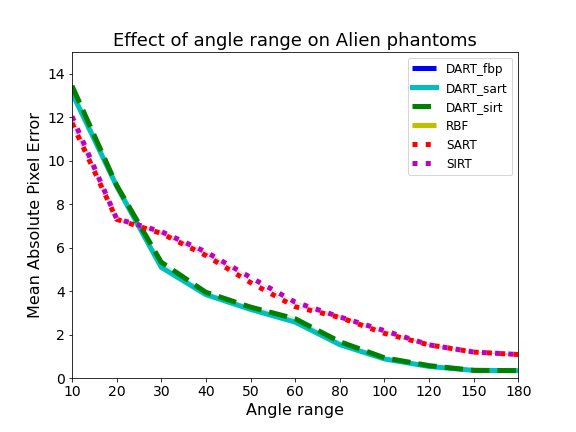 Effect of angle range on Alien phantoms
Mean Absolute Pixel Error
14
12
10
8
6
4
2
0
DART_fbp
DART_sart
DART_sirt
RBF
SART
SIRT
10 20 30 40 50 60 80 100 120 150 180
Angle range